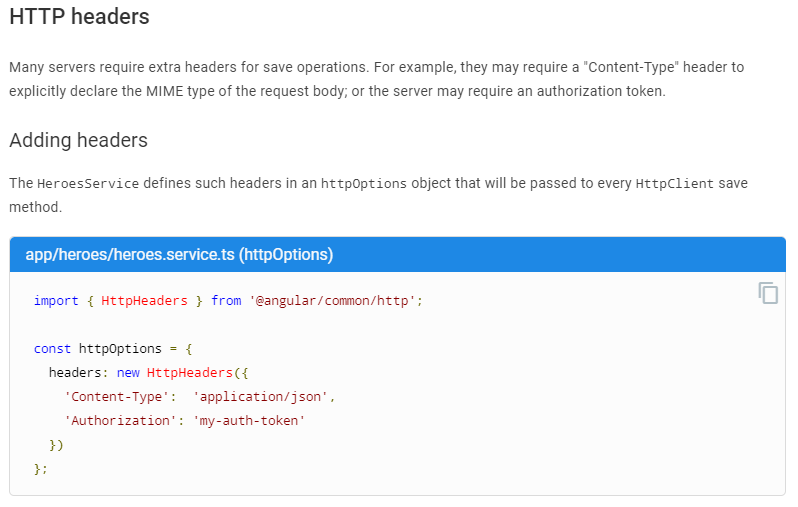 HTTP headers
Many servers require extra headers for save operations. For example, they may require a "Content-Type" header to
explicitly declare the MIME type of the request body; or the server may require an authorization token.
Adding headers
The HeroesService defines such headers in an httpOptions object that will be passed to every HttpClient save
method.
app/heroes/heroes.service.ts (httpOptions)
import { HttpHeaders } from '@angular/common/http';
const httpOptions = {
headers: new HttpHeaders({
'Content-Type':  'application/json',
'Authorization': 'my-auth-token'
})
};